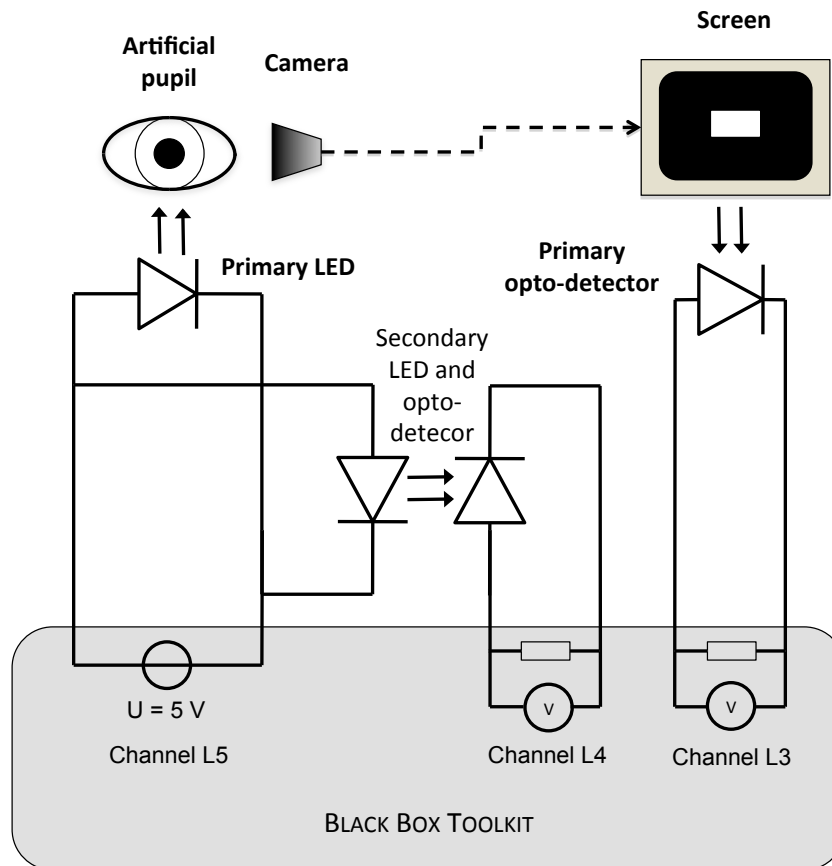 Artificial
pupil
Camera
Screen
Primary LED
Primary
opto-detector
Secondary
LED and
opto-
detecor
U = 5 V
V
V
Channel L5
Channel L4
Channel L3
BLACK BOX TOOLKIT